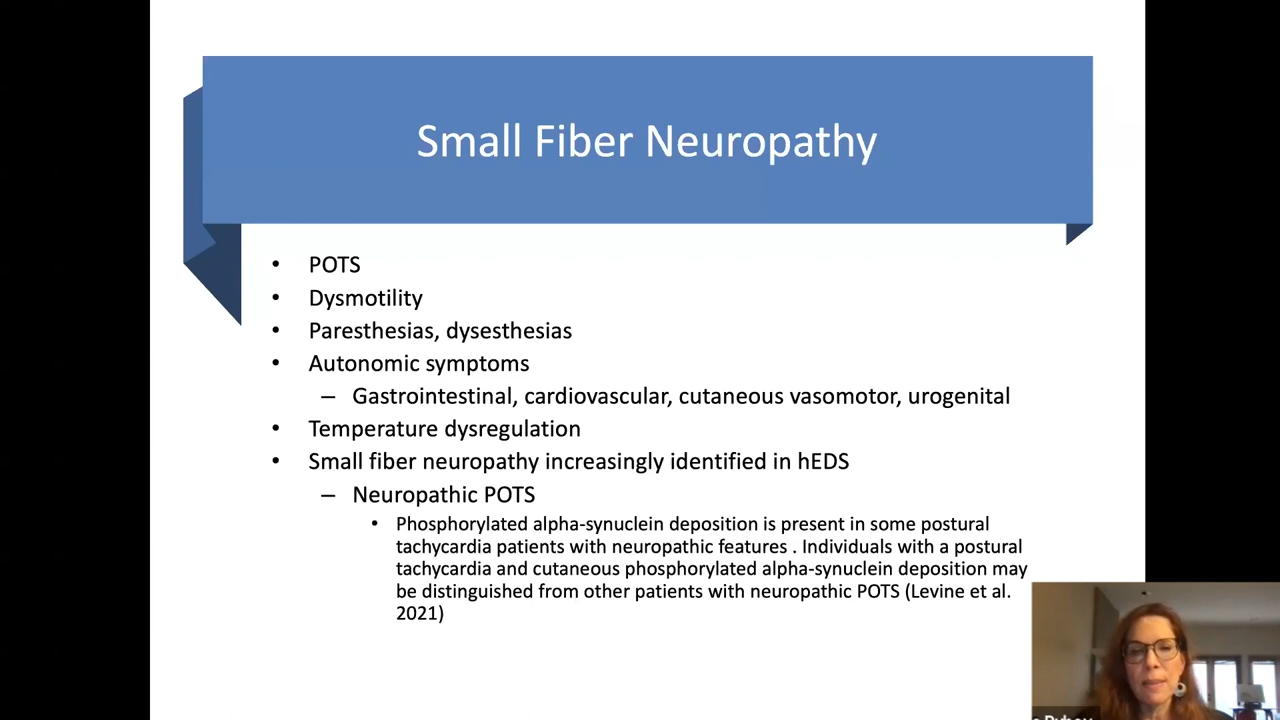 Small Fiber Neuropathy
• POTS
• Dysmotility
• Paresthesias, dysesthesias
• Autonomic symptoms
– Gastrointestinal, cardiovascular, cutaneous vasomotor, urogenital
• Temperature dysregulation
• Small fiber neuropathy increasingly identified in hEDS
– Neuropathic POTS
• Phosphorylated alpha-synuclein deposition is present in some postural
tachycardia patients with neuropathic features . Individuals with a postural
tachycardia and cutaneous phosphorylated alpha-synuclein deposition may
be distinguished from other patients with neuropathic POTS (Levine et al.
2021)